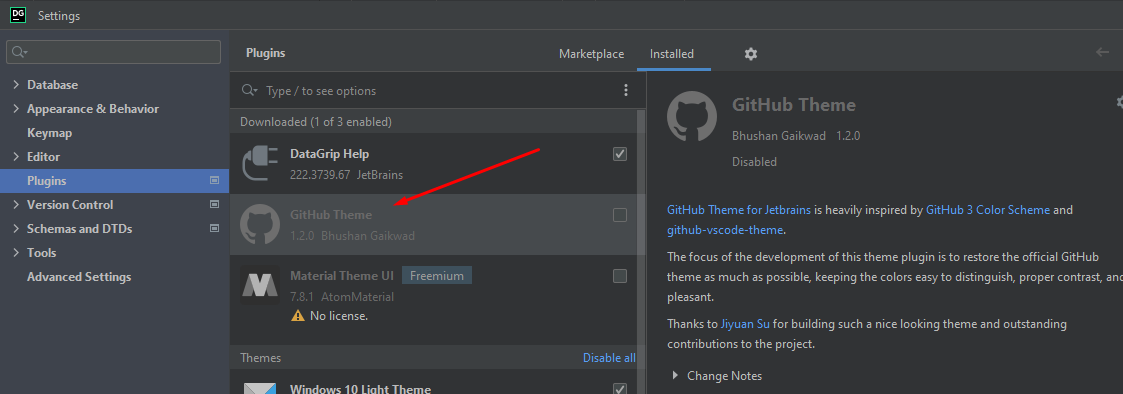 DG Settings
Plugins Marketplace Installed
Database
Appearance & Behavior
Keymap
Editor
Plugins
Version Control
Schemas and DTDs
Tools
Advanced Settings
Type / to see options
Downloaded (1 of 3 enabled)
DataGrip Help
222.3739.67 JetBrains
GitHub Theme
1.2.0 Bhushan Gaikwad
Material Theme UI Freemium
7.8.1 AtomMaterial
No license.
Themes Disable all
Windows 10 Light Theme
GitHub Theme
Bhushan Gaikwad 1.2.0
Disabled
GitHub Theme for Jetbrains is heavily inspired by GitHub 3 Color Scheme and
github-vscode-theme.
The focus of the development of this theme plugin is to restore the official GitHub
theme as much as possible, keeping the colors easy to distinguish, proper contrast, and
pleasant.
Thanks to Jiyuan Su for building such a nice looking theme and outstanding
contributions to the project.
Change Notes